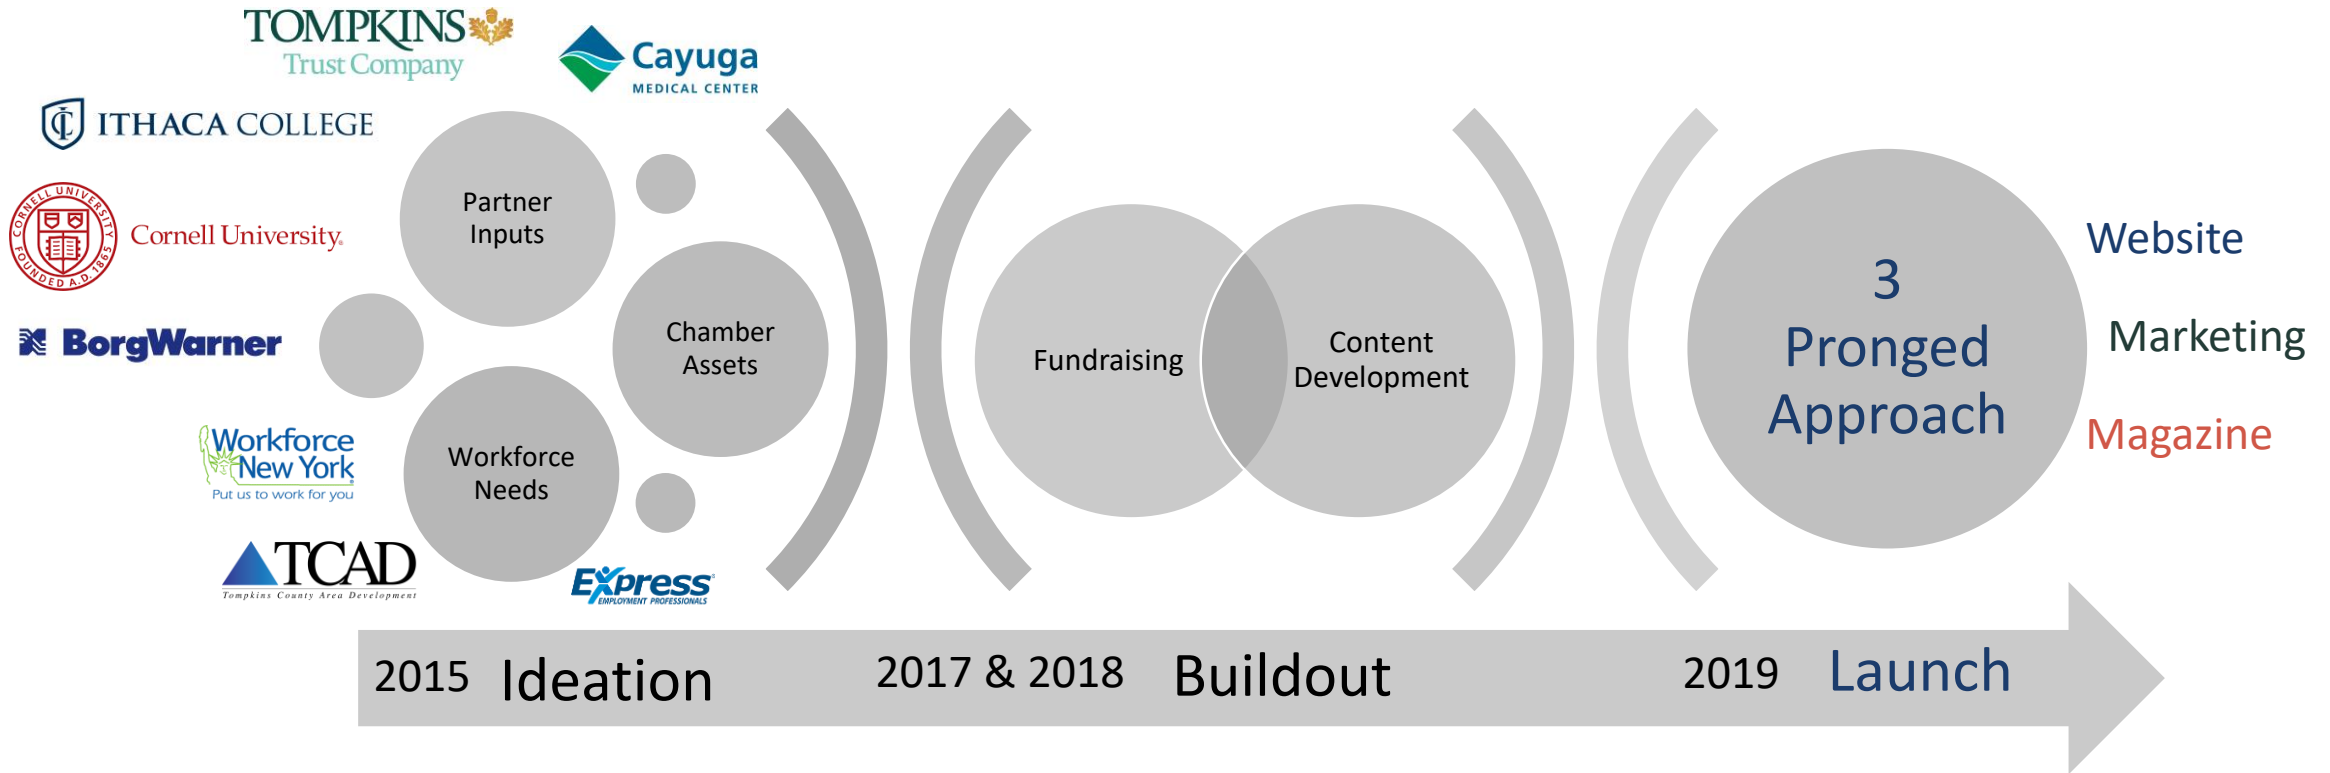 TOMPKINS
Trust Company
Cayuga
MEDICAL CENTER
ITHACA COLLEGE
CORNELL UNIVERSITY
FOUNDED A.D. 1865
Cornell University
BorgWarner
Workforce
New York
Put us to work for you
TCAD
Tompkins County Area Development
Express
EMPLOYMENT PROFESSIONALS
Partner
Inputs
Chamber
Assets
Workforce
Needs
Fundraising
Content
Development
3
Pronged
Approach
Website
Marketing
Magazine
2015 Ideation
2017 & 2018 Buildout
2019 Launch